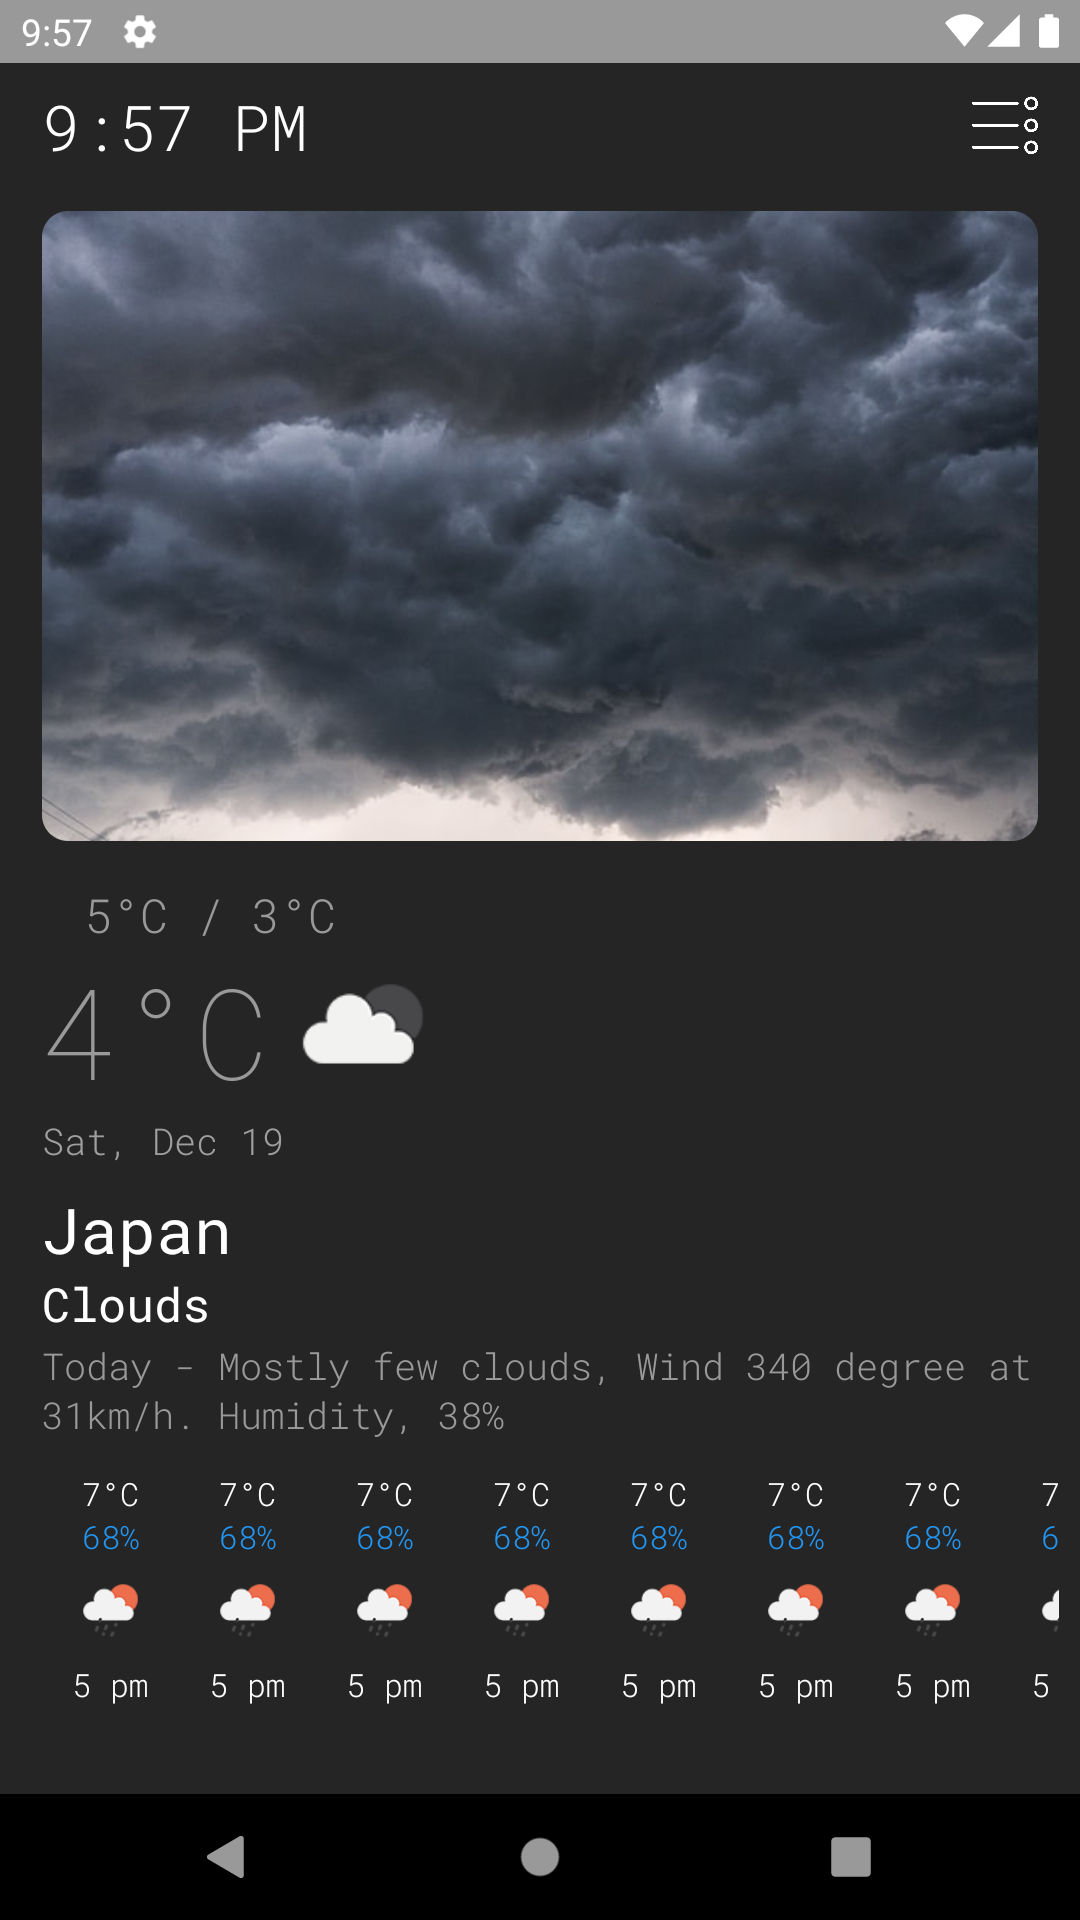 9:57
9:57 PM
5°C / 3°C
4°C
Sat, Dec 19
Japan
Clouds
Today - Mostly few clouds, Wind 340 degree at
31km/h. Humidity, 38%
7°C 7°C 7°C 7°C 7°C 7°C 7°C 7
68% 68% 68% 68% 68% 68% 68% 6
5 pm 5 pm 5 pm 5 pm 5 pm 5 pm 5 pm 5